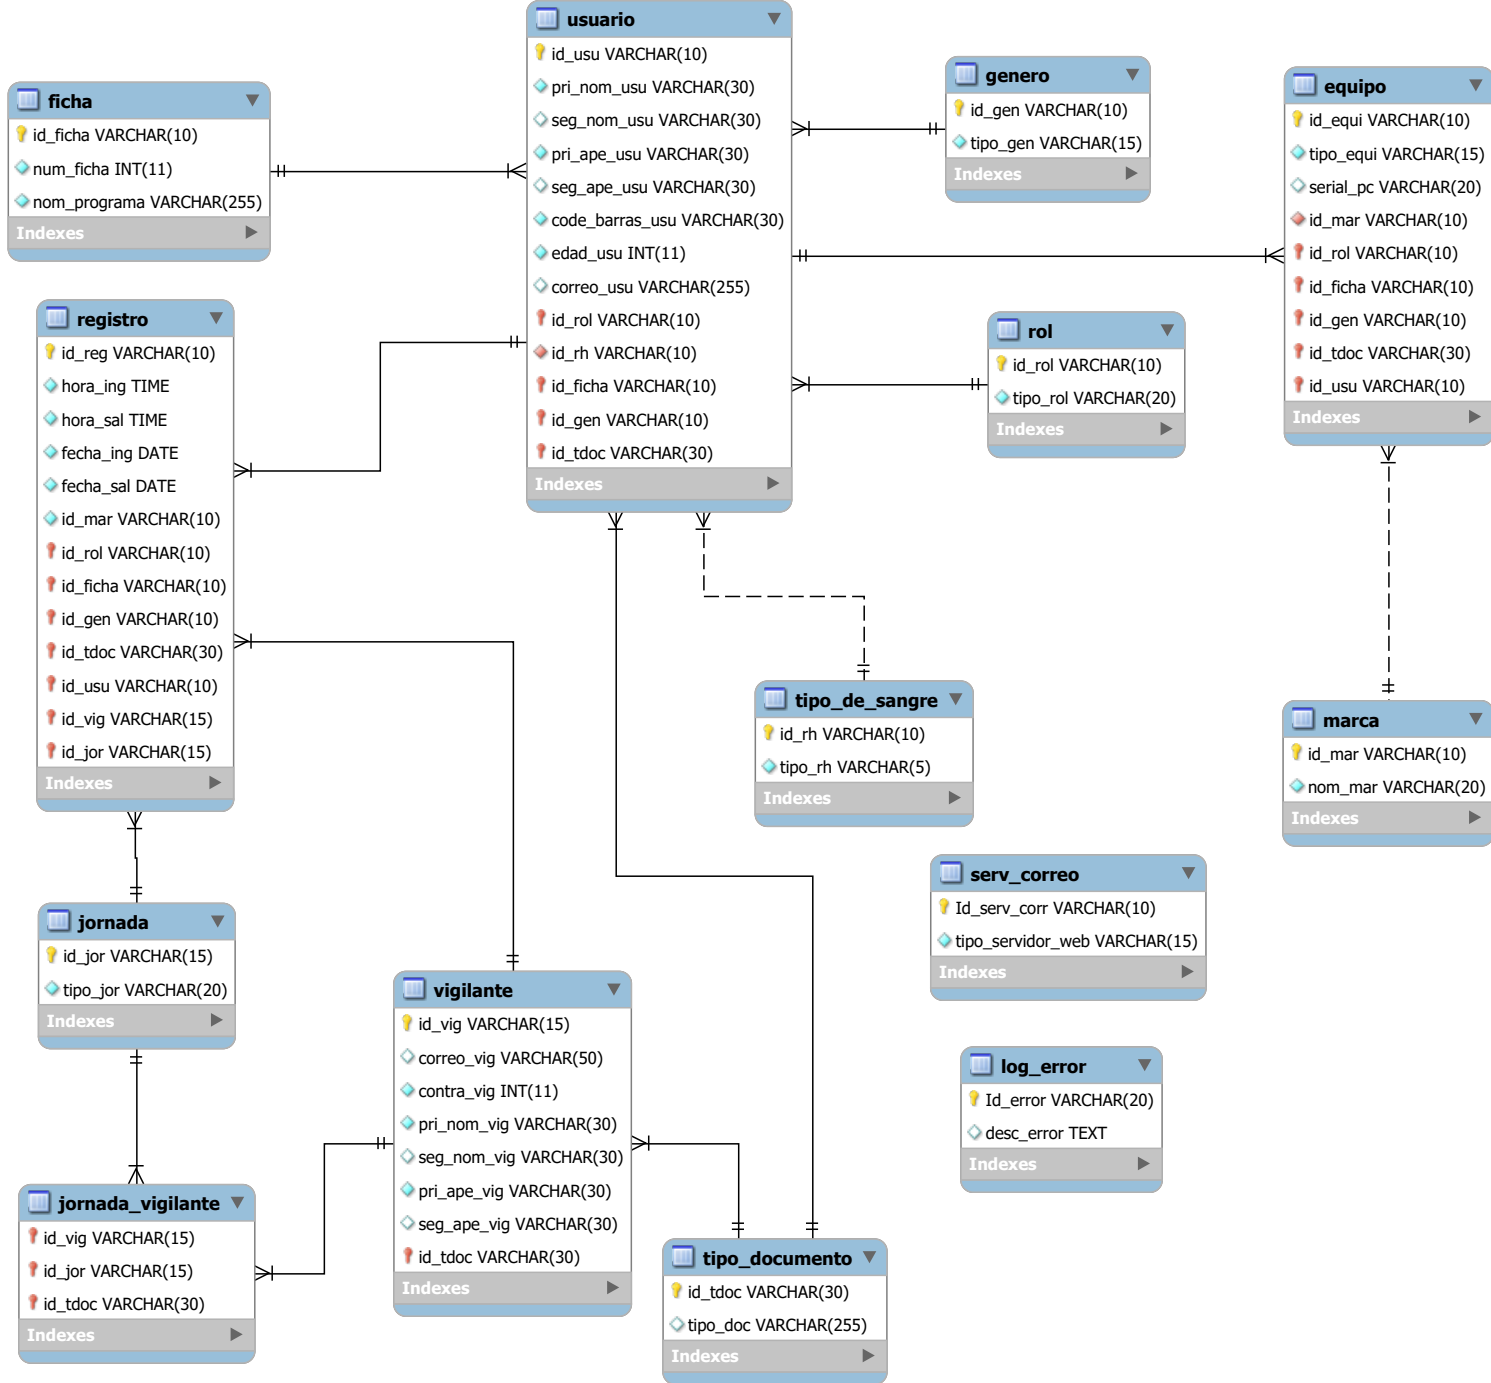 usuario
id_usu VARCHAR(10)
pri_nom_usu VARCHAR(30)
seg_nom_usu VARCHAR(30)
pri_ape_usu VARCHAR(30)
seg_ape_usu VARCHAR(30)
code_barras_usu VARCHAR(30)
edad_usu INT(11)
correo_usu VARCHAR(255)
id_rol VARCHAR(10)
id_rh VARCHAR(10)
id_ficha VARCHAR(10)
id_gen VARCHAR(10)
id_tdoc VARCHAR(30)
Indexes
ficha
id_ficha VARCHAR(10)
num_ficha INT(11)
nom_programa VARCHAR(255)
Indexes
genero
id_gen VARCHAR(10)
tipo_gen VARCHAR(15)
Indexes
equipo
id_equi VARCHAR(10)
tipo_equi VARCHAR(15)
serial_pc VARCHAR(20)
id_mar VARCHAR(10)
id_rol VARCHAR(10)
id_ficha VARCHAR(10)
id_gen VARCHAR(10)
id_tdoc VARCHAR(30)
id_usu VARCHAR(10)
Indexes
registro
id_reg VARCHAR(10)
hora_ing TIME
hora_sal TIME
fecha_ing DATE
fecha_sal DATE
id_mar VARCHAR(10)
id_rol VARCHAR(10)
id_ficha VARCHAR(10)
id_gen VARCHAR(10)
id_tdoc VARCHAR(30)
id_usu VARCHAR(10)
id_vig VARCHAR(15)
id_jor VARCHAR(15)
Indexes
rol
id_rol VARCHAR(10)
tipo_rol VARCHAR(20)
Indexes
tipo_de_sangre
id_rh VARCHAR(10)
tipo_rh VARCHAR(5)
Indexes
marca
id_mar VARCHAR(10)
nom_mar VARCHAR(20)
Indexes
serv_correo
Id_serv_corr VARCHAR(10)
tipo_servidor_web VARCHAR(15)
Indexes
jornada
id_jor VARCHAR(15)
tipo_jor VARCHAR(20)
Indexes
vigilante
id_vig VARCHAR(15)
correo_vig VARCHAR(50)
contra_vig INT(11)
pri_nom_vig VARCHAR(30)
seg_nom_vig VARCHAR(30)
pri_ape_vig VARCHAR(30)
seg_ape_vig VARCHAR(30)
id_tdoc VARCHAR(30)
Indexes
log_error
Id_error VARCHAR(20)
desc_error TEXT
Indexes
jornada_vigilante
id_vig VARCHAR(15)
id_jor VARCHAR(15)
id_tdoc VARCHAR(30)
Indexes
tipo_documento
id_tdoc VARCHAR(30)
tipo_doc VARCHAR(255)
Indexes